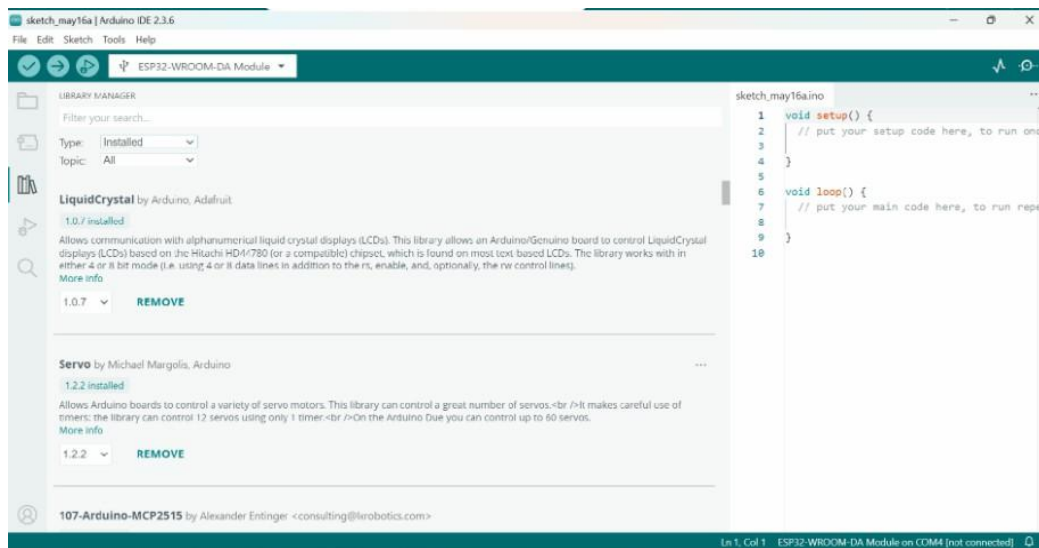 sketch_may16a | Arduino IDE 2.3.6
File Edit Sketch Tools Help
ESP32-WROOM-DA Module
LIBRARY MANAGER
Filter your search...
Type: Installed
Topic: All
LiquidCrystal by Arduino, Adafruit
1.0.7 installed
Allows communication with alphanumerical liquid crystal displays (LCDs). This library allows an Arduino/Genuino board to control LiquidCrystal
displays (LCDs) based on the Hitachi HD44780 (or a compatible) chipset, which is found on most text-based LCDs. The library works with in
either 4 or 8 bit mode (i.e. using 4 or 8 data lines in addition to the rs, enable, and, optionally, the rw control lines).
More info
1.0.7 REMOVE
Servo by Michael Margolis, Arduino
1.2.2 installed
Allows Arduino boards to control a variety of servo motors. This library can control a great number of servos.<br />It makes careful use of
timers: the library can control 12 servos using only 1 timer.<br />On the Arduino Due you can control up to 60 servos.
More info
1.2.2 REMOVE
107-Arduino-MCP2515 by Alexander Entinger <consulting@lxrobotics.com>
sketch_may16a.ino
1 void setup() {
2 // put your setup code here, to run onc
3
4 }
5
6 void loop() {
7 // put your main code here, to run repe
8
9 }
10
Ln 1, Col 1 ESP32-WROOM-DA Module on COM4 [not connected]